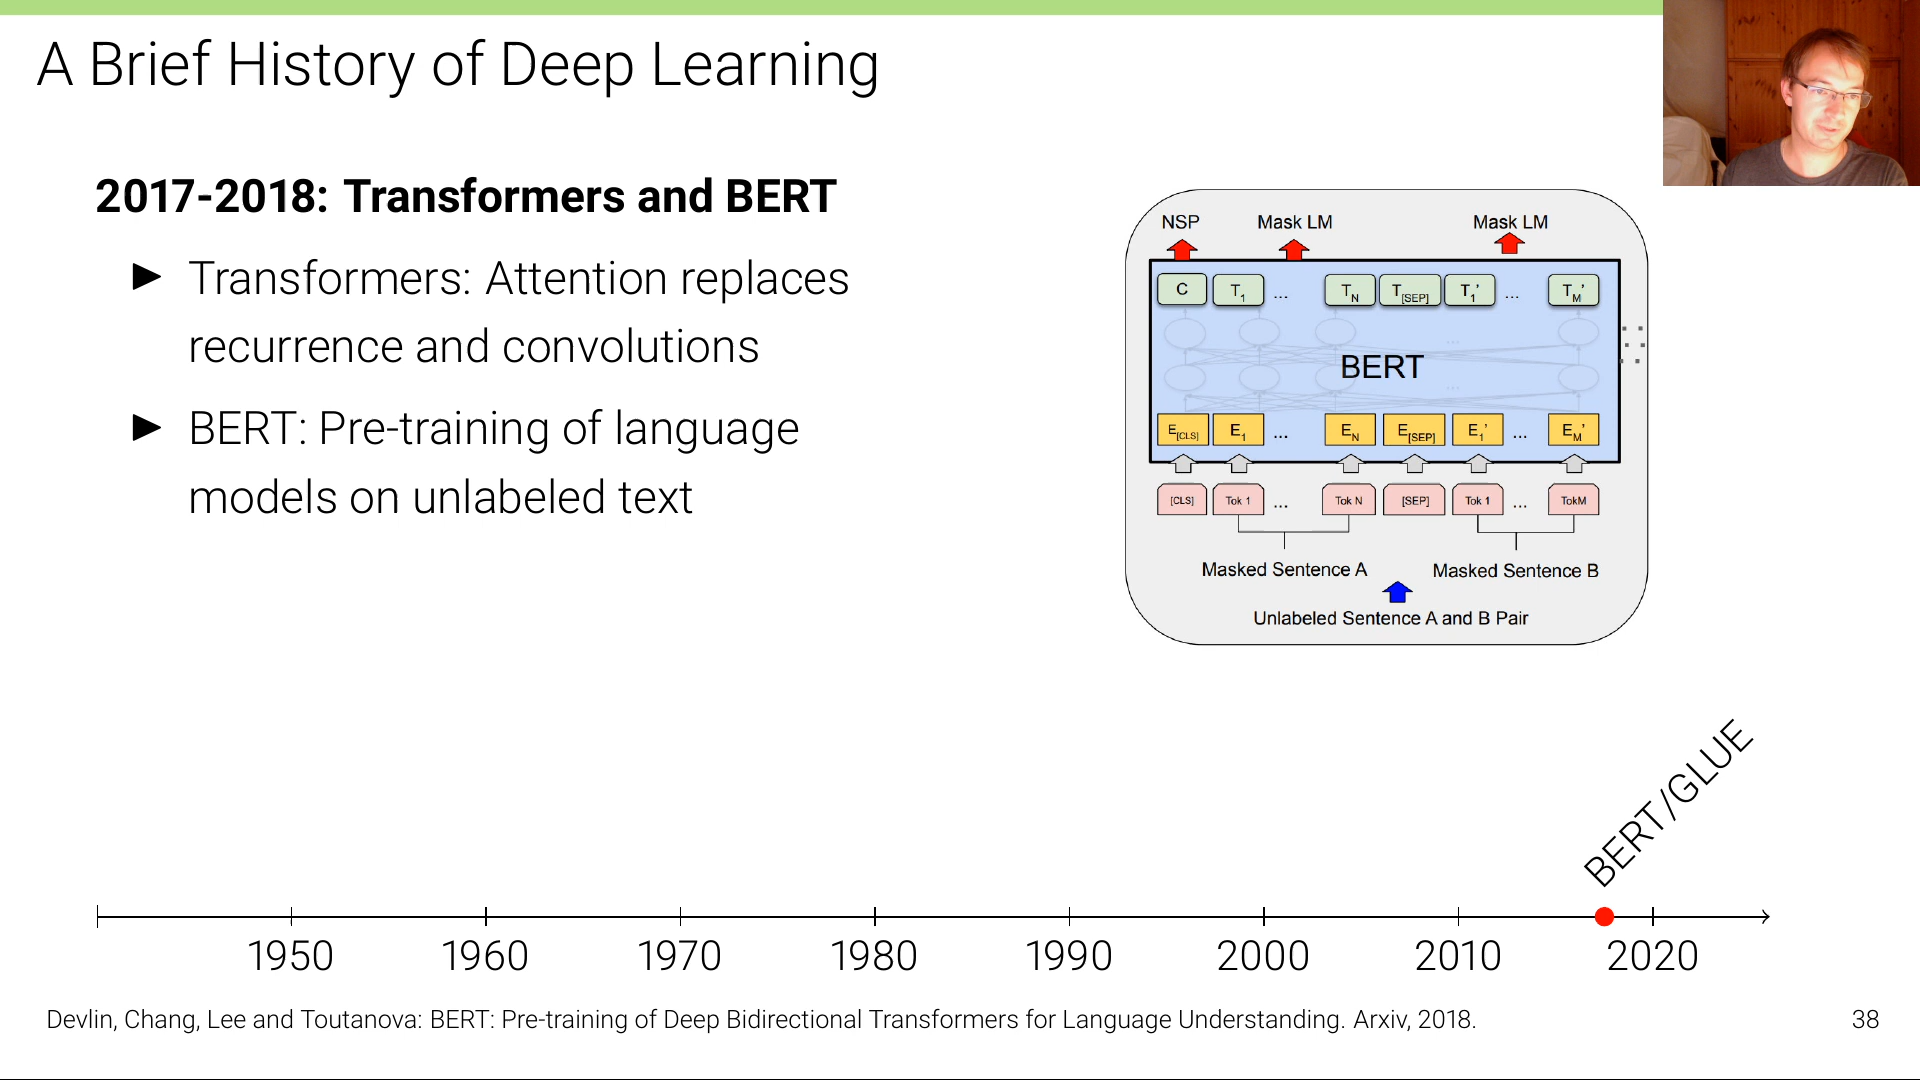 A Brief History of Deep Learning
2017-2018: Transformers and BERT
Transformers: Attention replaces
recurrence and convolutions
BERT: Pre-training of language
models on unlabeled text
NSP Mask LM Mask LM
C T1 ... TN T[SEP] T1' ... TM'
BERT
E[CLS] E1 ... EN E[SEP] E1' ... EM'
[CLS] Tok 1 ... Tok N [SEP] Tok 1 ... TokM
Masked Sentence A Masked Sentence B
Unlabeled Sentence A and B Pair
BERT/GLUE
1950 1960 1970 1980 1990 2000 2010 2020
Devlin, Chang, Lee and Toutanova: BERT: Pre-training of Deep Bidirectional Transformers for Language Understanding. Arxiv, 2018.
38